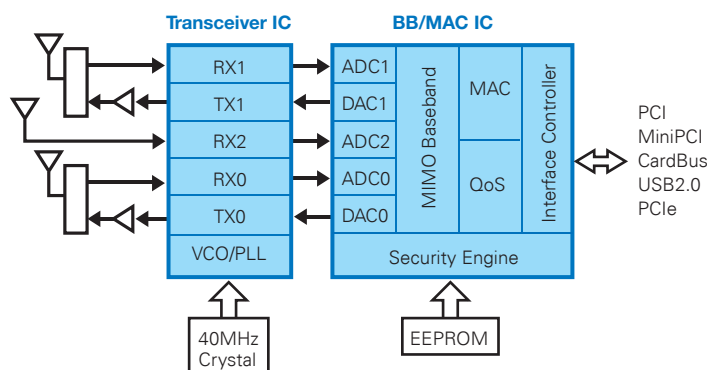 Transceiver IC
BB/MAC IC
RX1
TX1
RX2
RX0
TX0
VCO/PLL
ADC1
DAC1
ADC2
ADC0
DAC0
MIMO Baseband
MAC
QoS
Interface Controller
Security Engine
PCI
MiniPCI
CardBus
USB2.0
PCIe
40MHz
Crystal
EEPROM